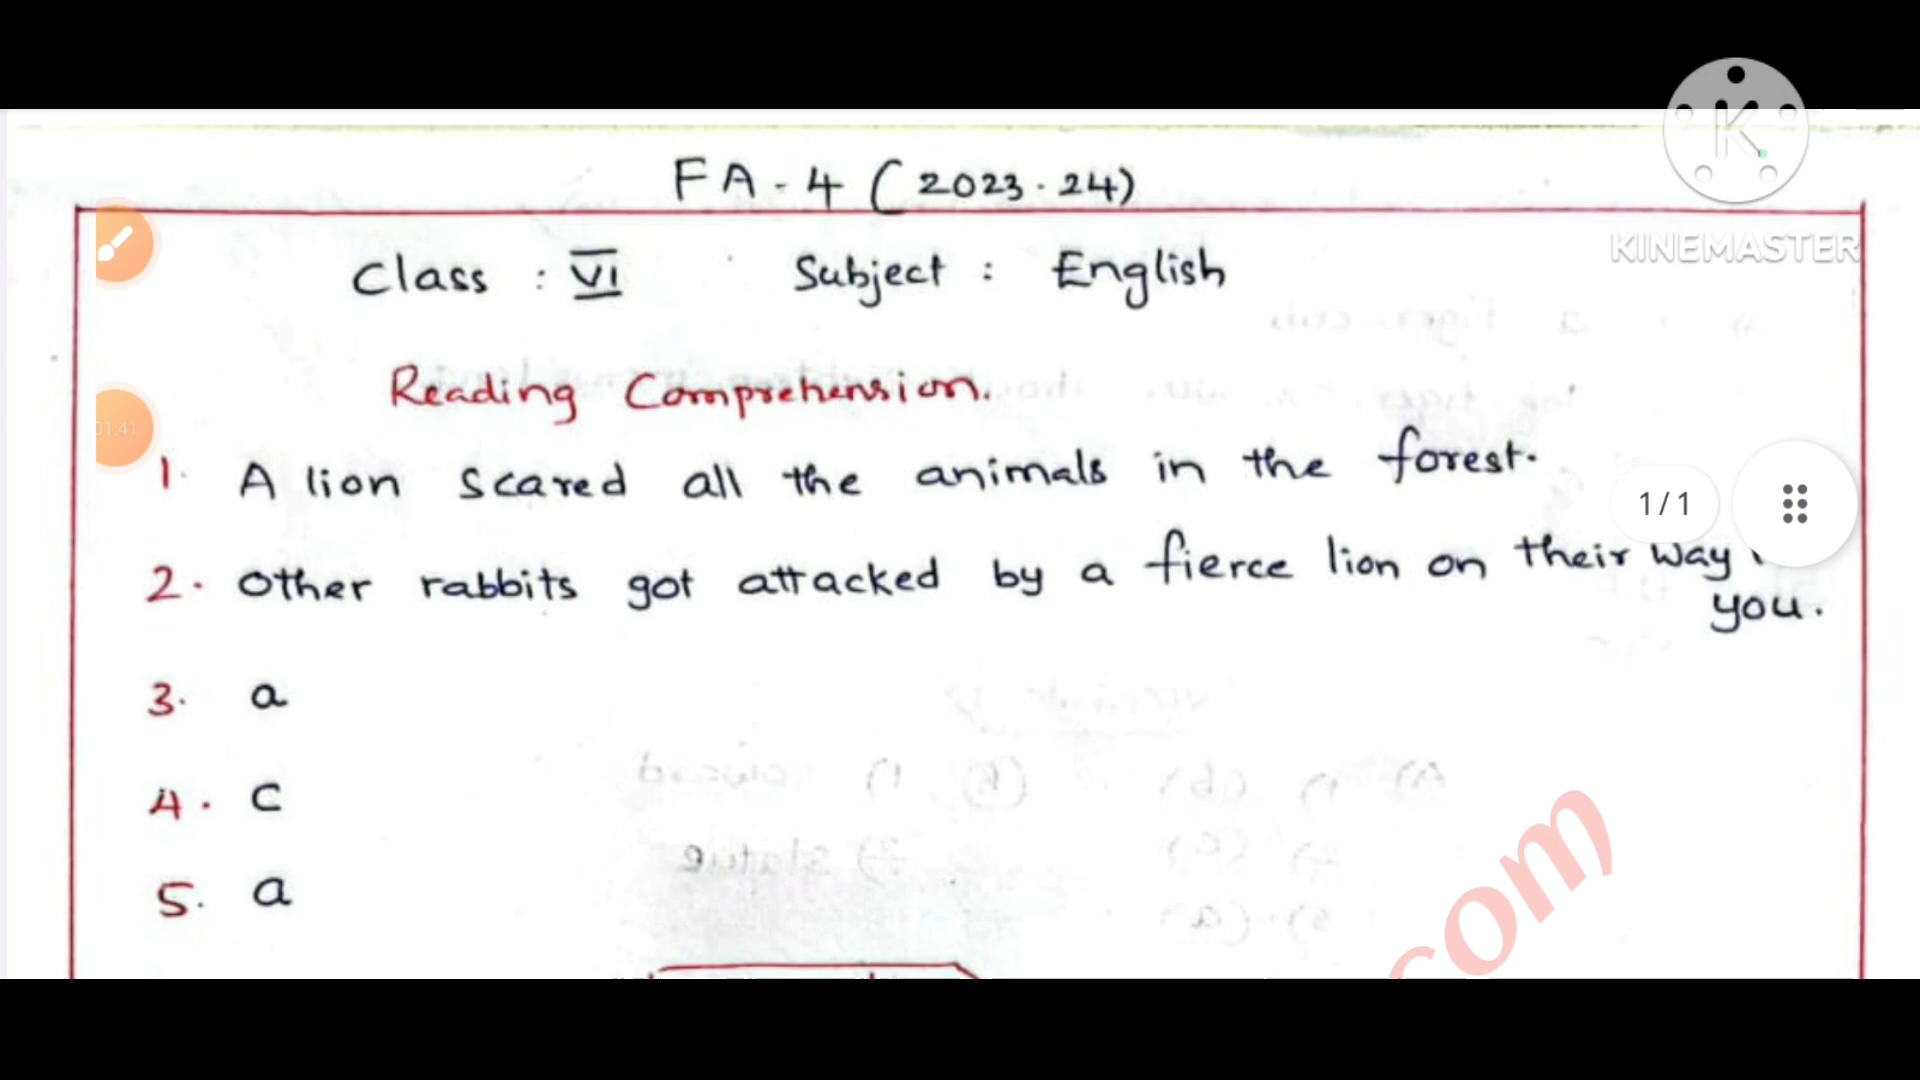 FA-4 (2023-24)
KINEMASTER
Class : VI Subject : English
Reading Comprehension.
01:41
1. A lion scared all the animals in the forest.
1/1
2. Other rabbits got attacked by a fierce lion on their way
you.
3. a
4. c
5. a
com